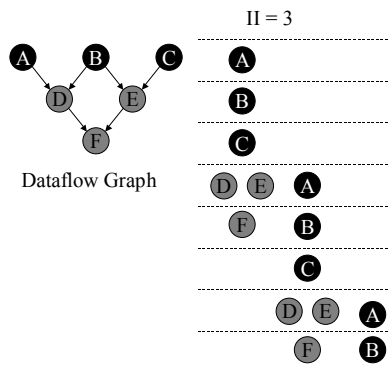 II = 3
A B C
D E
F
Dataflow Graph
A
B
C
D E A
F B
C
D E A
F B